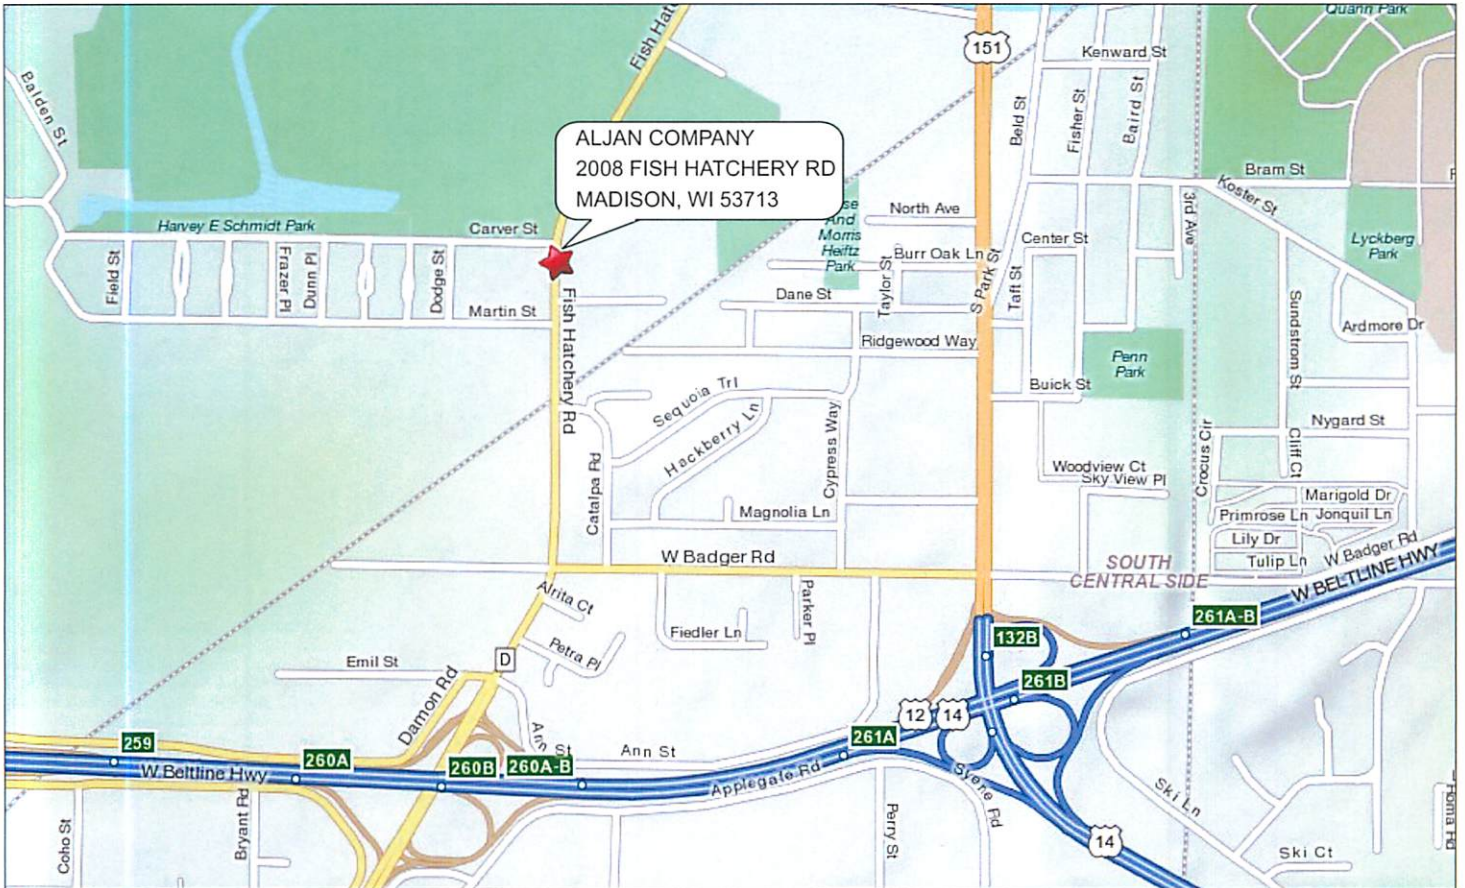 Quann Park
Fish Hatc
151
Kenward St
Balden St
Beld St
Fisher St
Baird St
ALJAN COMPANY
2008 FISH HATCHERY RD
MADISON, WI 53713
Bram St
Koster St
3rd Ave
North Ave
And
Morris
Heifetz
Park
Harvey E Schmidt Park
Carver St
Center St
Lyckberg
Park
Burr Oak Ln
S Park St
Taylor St
Taft St
Field St
Frazer Pl
Dunn Pl
Dodge St
Dane St
Martin St
Fish Hatchery Rd
Sundstrom St
Ardmore Dr
Ridgewood Way
Penn
Park
Buick St
Sequoia Trl
Hackberry Ln
Cypress Way
Nygard St
Crocus Cir
Cliff Ct
Catalpa Rd
Woodview Ct
Sky View Pl
Magnolia Ln
Marigold Dr
Primrose Ln
Jonquil Ln
Lily Dr
Tulip Ln
W Badger Rd
W Badger Rd
SOUTH
CENTRAL SIDE
W BELTLINE HWY
Alrita Ct
Parker Pl
261A-B
Fiedler Ln
132B
Petra Pl
D
Emil St
261B
Damon Rd
12
14
Ann St
Ann St
261A
259
260A
260B
260A-B
W Beltline Hwy
Applegate Rd
Syene Rd
Ski Ln
Coho St
Bryant Rd
Perry St
14
Ski Ct